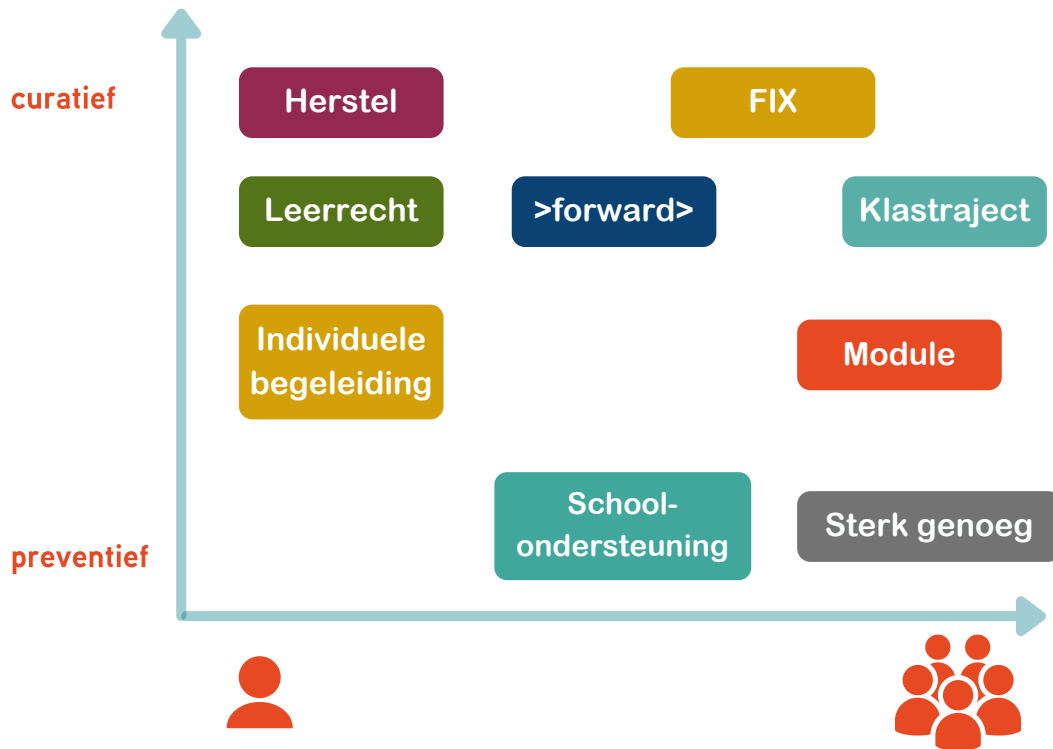 curatief
Herstel
FIX
Leerrecht
>forward>
Klastraject
Individuele
begeleiding
Module
School-
ondersteuning
Sterk genoeg
preventief